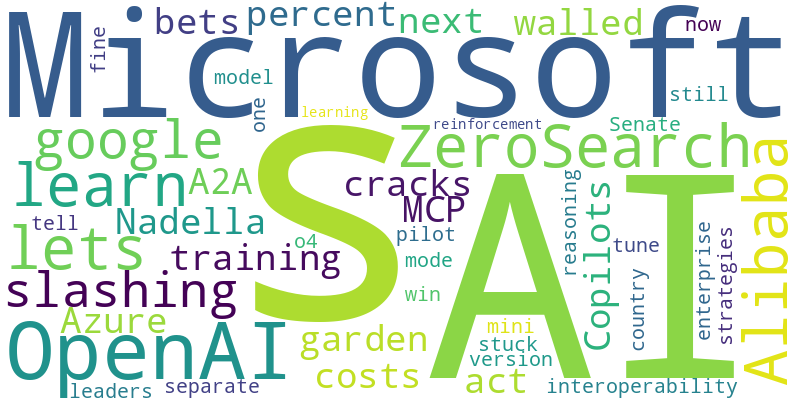 Microsoft
bets
percent
next
walled
now
fine
model
one
still
learning
reinforcement
Senate
google
S
ZeroSearch
Alibaba
learn
A2A
cracks
MCP
AI
Copilots
reasoning
tell
Nadella
o4
pilot
tune
lets
training
mode
country
enterprise
strategies
slashing
win
Azure
OpenAI
garden
mini
stuck
version
costs
act
leaders
separate
interoperability